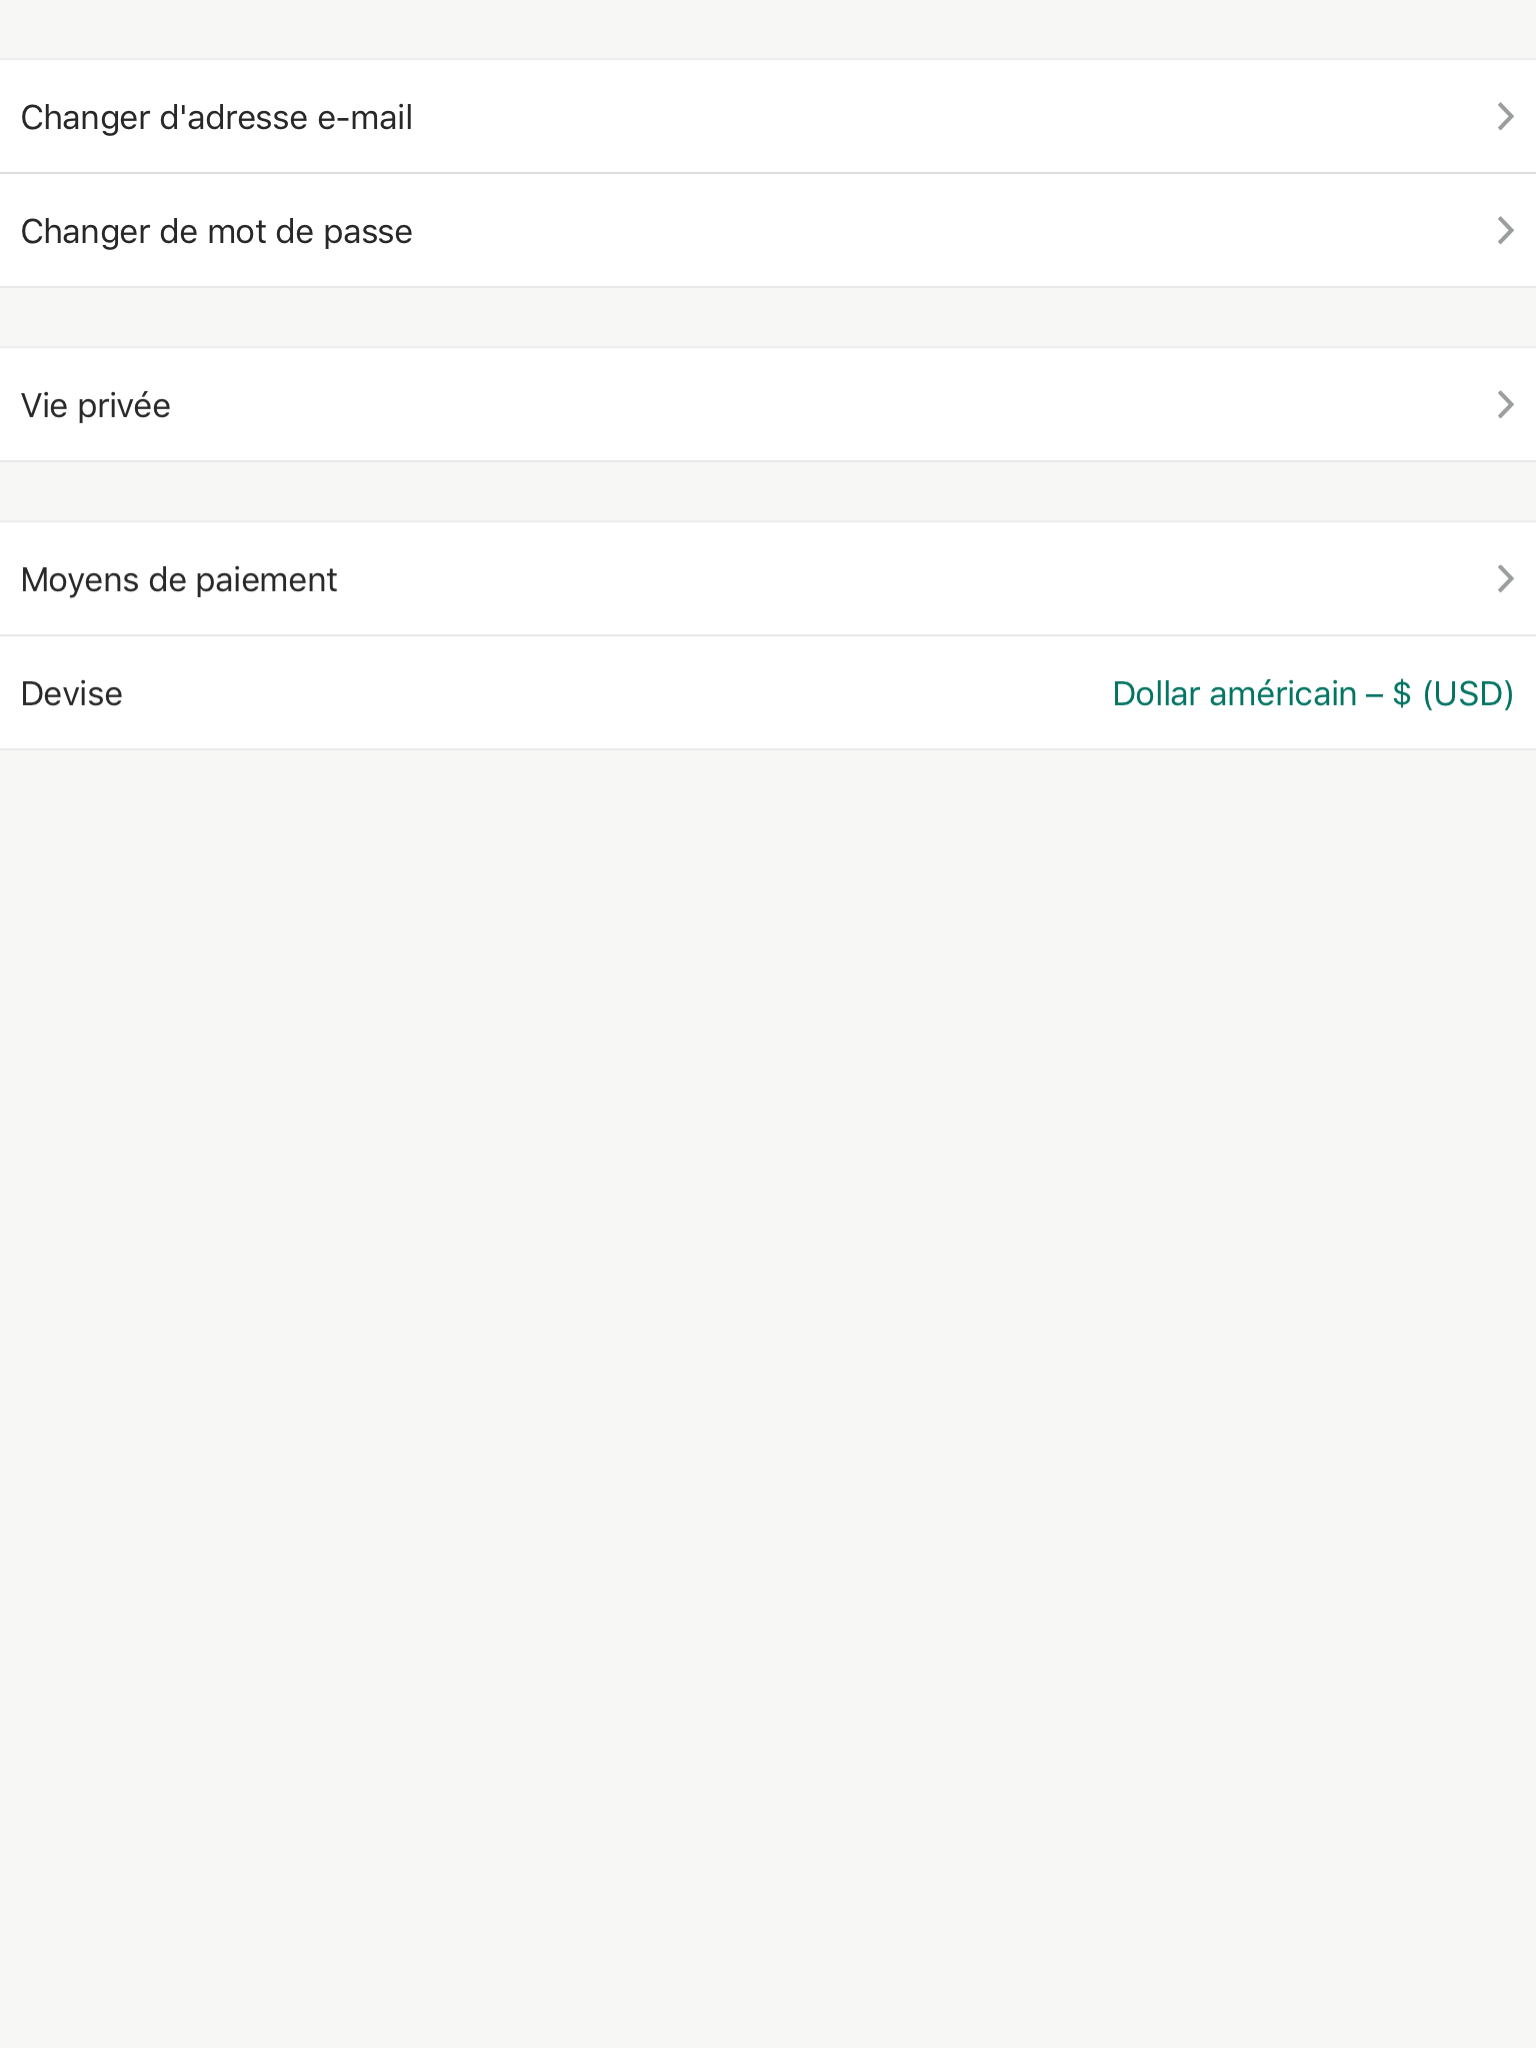 Changer d'adresse e-mail
Changer de mot de passe
Vie privée
Moyens de paiement
Devise Dollar américain – $ (USD)